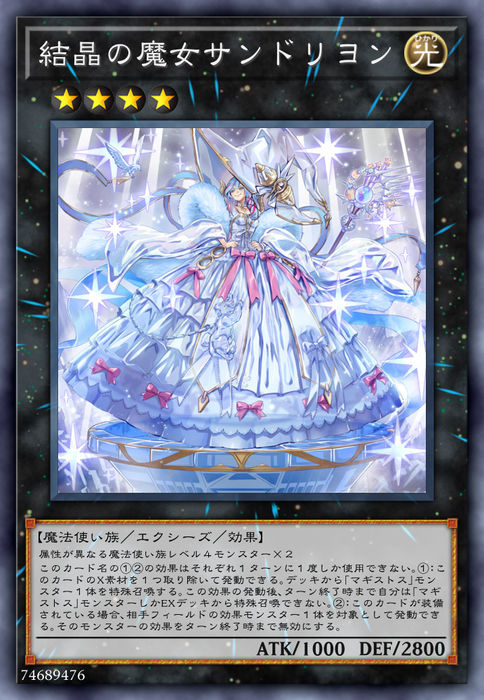 結晶の魔女サンドリヨン
ひかり
光
【魔法使い族／エクシーズ／効果】
属性が異なる魔法使い族レベル４モンスター×２
このカード名の①②の効果はそれぞれ１ターンに１度しか使用できない。①：こ
のカードのX素材を１つ取り除いて発動できる。デッキから「マギストス」モン
スター１体を特殊召喚する。この効果の発動後、ターン終了時まで自分は「マギ
ストス」モンスターしかEXデッキから特殊召喚できない。②：このカードが装備
されている場合、相手フィールドの効果モンスター１体を対象として発動でき
る。そのモンスターの効果をターン終了時まで無効にする。
ATK/1000 DEF/2800
74689476